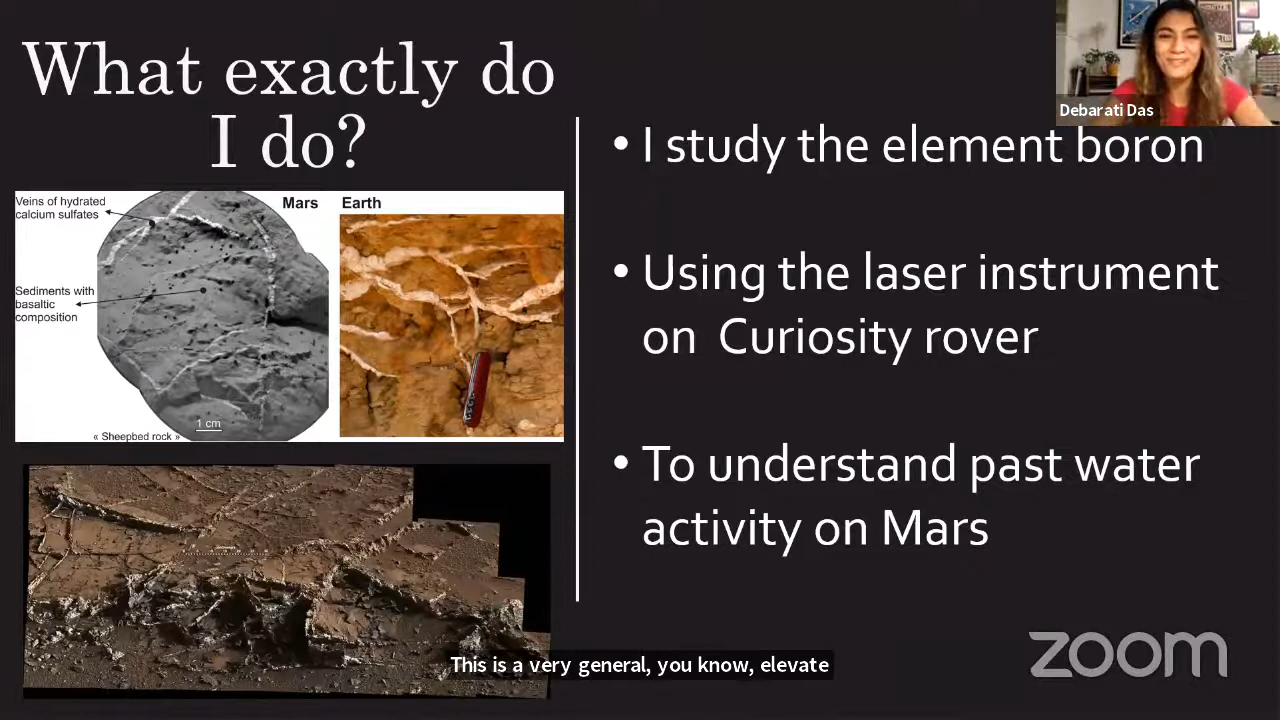 What exactly do
I do?
Debarati Das
• I study the element boron
Veins of hydrated
calcium sulfates
Mars
Earth
Sediments with
basaltic
composition
1 cm
« Sheepbed rock »
• Using the laser instrument
on Curiosity rover
• To understand past water
activity on Mars
This is a very general, you know, elevate
zoom